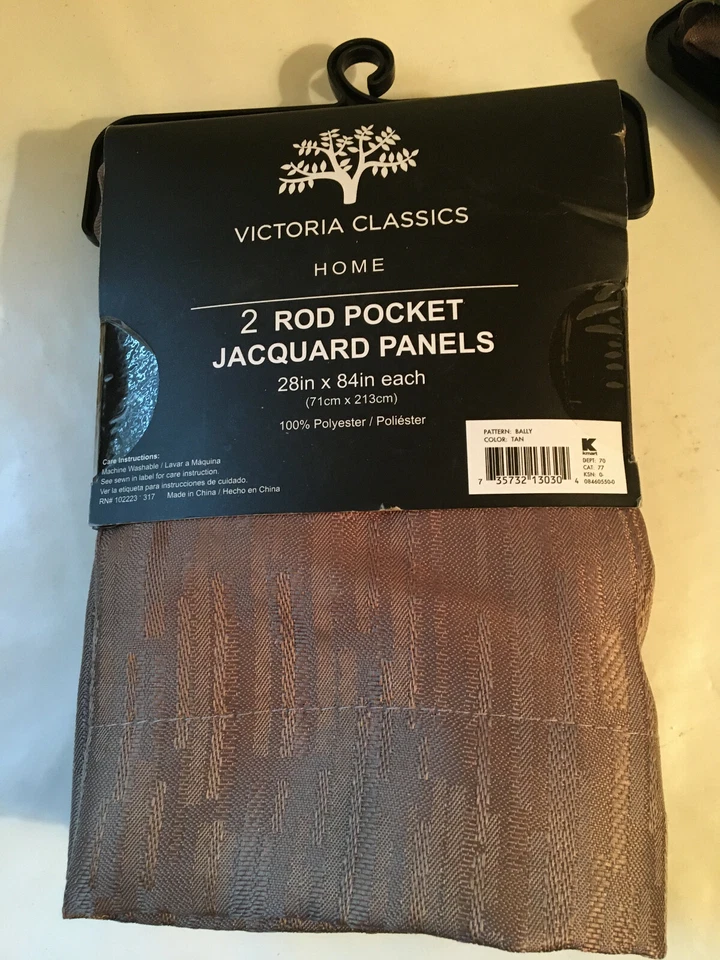 VICTORIA CLASSICS
HOME
2 ROD POCKET
JACQUARD PANELS
28in x 84in each
(71cm x 213cm)
100% Polyester / Poliéster
Care Instructions:
Machine Washable / Lavar a Máquina
See sewn in label for care instruction.
Ver la etiqueta para instrucciones de cuidado.
RN# 102223 317 Made in China / Hecho en China
PATTERN: BALLY
COLOR: TAN
K
kmart
DEPT: 70
CAT: 77
KSN: 0-
08460550-0
7 35732 13030 4